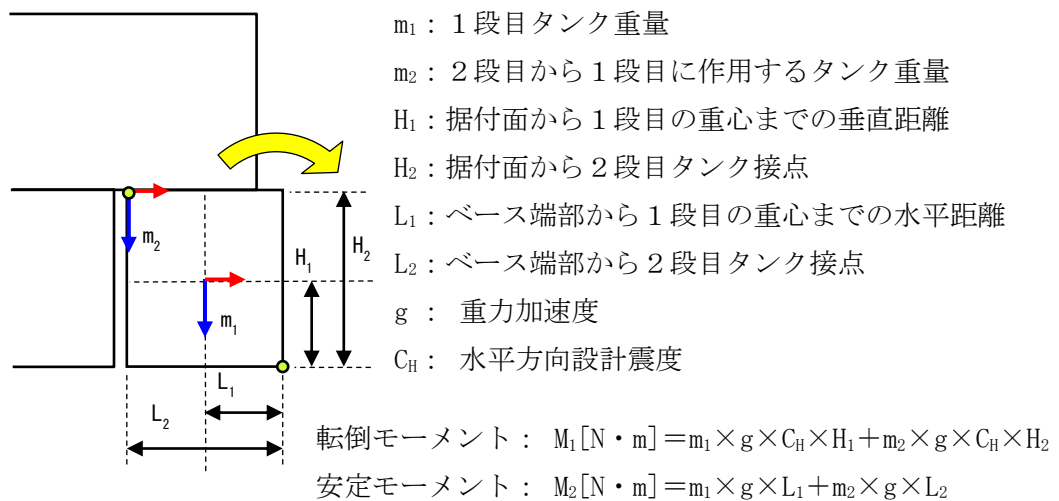 m₁：１段目タンク重量
m₂：２段目から１段目に作用するタンク重量
H₁：据付面から１段目の重心までの垂直距離
H₂：据付面から２段目タンク接点
L₁：ベース端部から１段目の重心までの水平距離
L₂：ベース端部から２段目タンク接点
g ： 重力加速度
C_H： 水平方向設計震度
m₂
H₁
H₂
m₁
L₁
L₂
転倒モーメント： M₁[N・m]＝m₁×g×C_H×H₁＋m₂×g×C_H×H₂
安定モーメント： M₂[N・m]＝m₁×g×L₁＋m₂×g×L₂